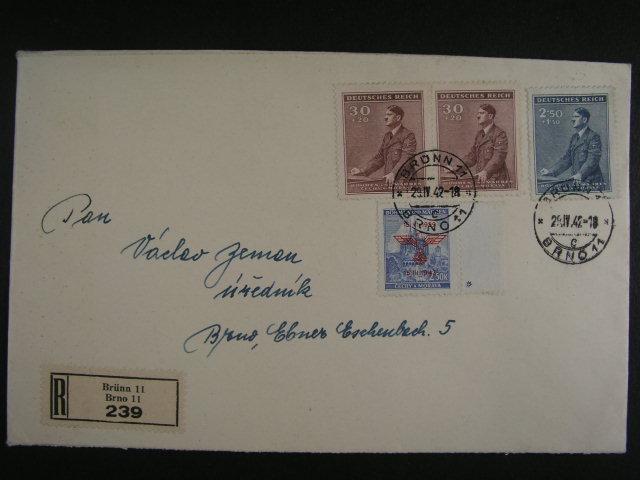 DEUTSCHES REICH
30
+20
DEUTSCHES REICH
30
+20
DEUTSCHES REICH
2·50
+1·50
BRÜNN 11
* 29.IV.42-18 *
c
BRNO 11
BRÜNN 11
* 29.IV.42-18 *
c
BRNO 11
ČECHY A MORAVA
*
Pan
Václav Zeman
úředník
Brno, Ebner Eschenbach. 5
R
Brünn 11
Brno 11
239